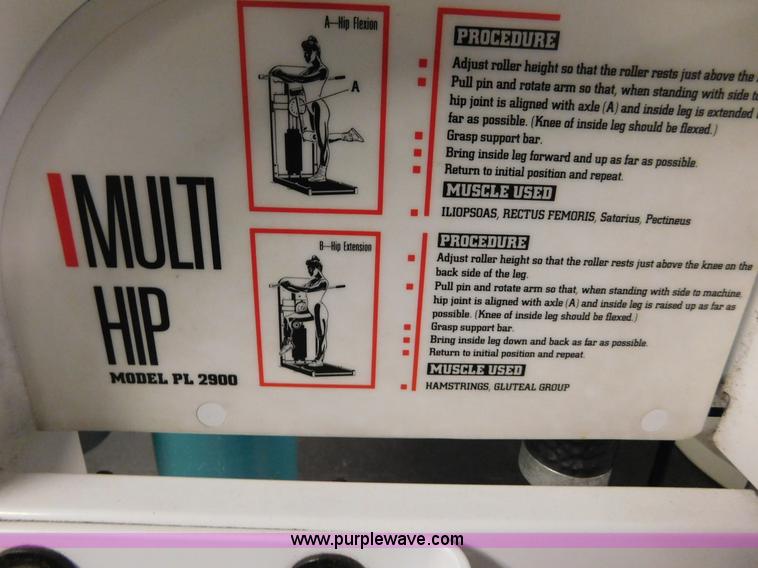 MULTI
HIP
MODEL PL 2900
A—Hip Flexion
A
PROCEDURE
Adjust roller height so that the roller rests just above the
Pull pin and rotate arm so that, when standing with side to
hip joint is aligned with axle (A) and inside leg is extended
far as possible. (Knee of inside leg should be flexed.)
Grasp support bar.
Bring inside leg forward and up as far as possible.
Return to initial position and repeat.
MUSCLE USED
ILIOPSOAS, RECTUS FEMORIS, Satorius, Pectineus
B—Hip Extension
PROCEDURE
Adjust roller height so that the roller rests just above the knee on the
back side of the leg.
Pull pin and rotate arm so that, when standing with side to machine,
hip joint is aligned with axle (A) and inside leg is raised up as far as
possible. (Knee of inside leg should be flexed.)
Grasp support bar.
Bring inside leg down and back as far as possible.
Return to initial position and repeat.
MUSCLE USED
HAMSTRINGS, GLUTEAL GROUP
www.purplewave.com